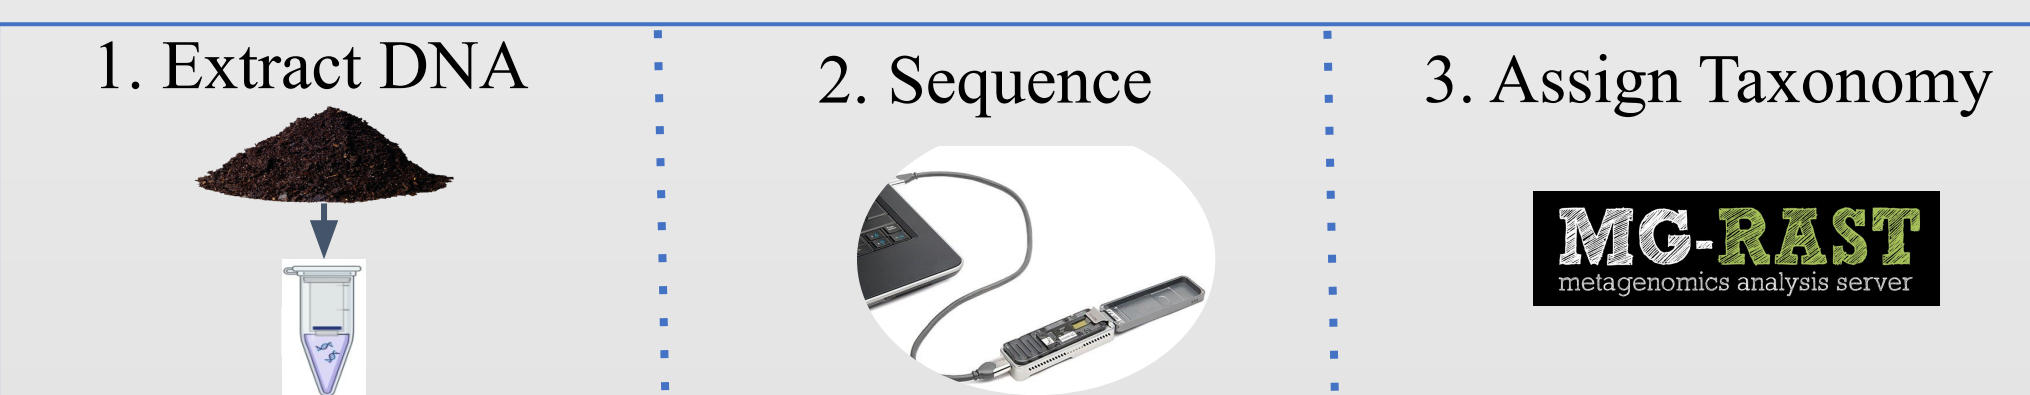 1. Extract DNA
2. Sequence
3. Assign Taxonomy
MG-RAST
metagenomics analysis server